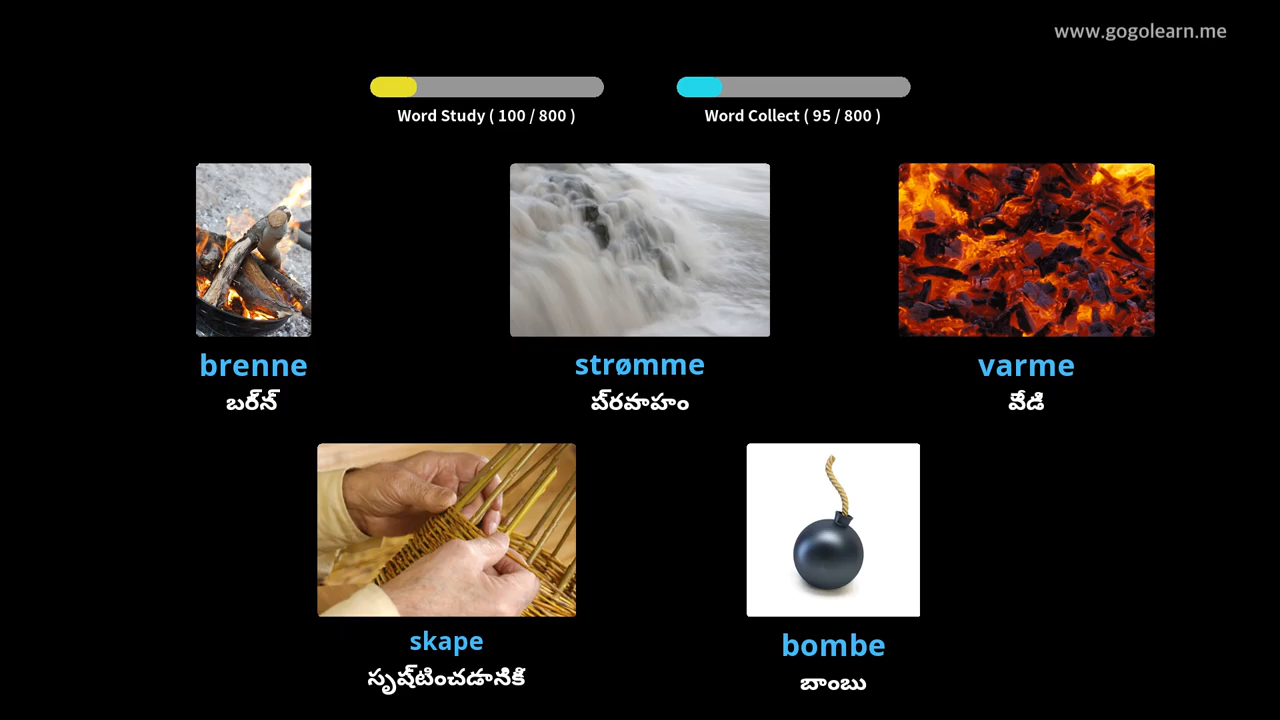 www.gogolearn.me
Word Study ( 100 / 800 )
Word Collect ( 95 / 800 )
brenne
బర్న్
strømme
ప్రవాహం
varme
వేడి
skape
సృష్టించడానికి
bombe
బాంబు